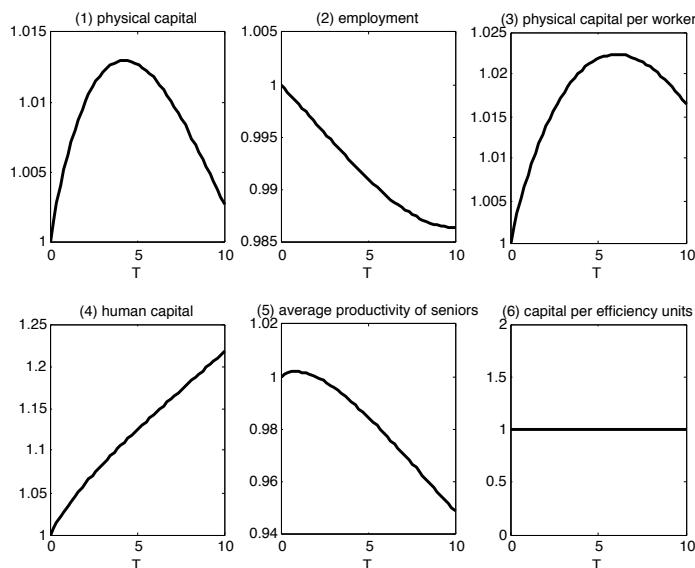 (1) physical capital
1.015
1.01
1.005
1
0 5 10
T
(2) employment
1.005
1
0.995
0.99
0.985
0 5 10
T
(3) physical capital per worker
1.025
1.02
1.015
1.01
1.005
1
0 5 10
T
(4) human capital
1.25
1.2
1.15
1.1
1.05
1
0 5 10
T
(5) average productivity of seniors
1.02
1
0.98
0.96
0.94
0 5 10
T
(6) capital per efficiency units
2
1.5
1
0.5
0
0 5 10
T